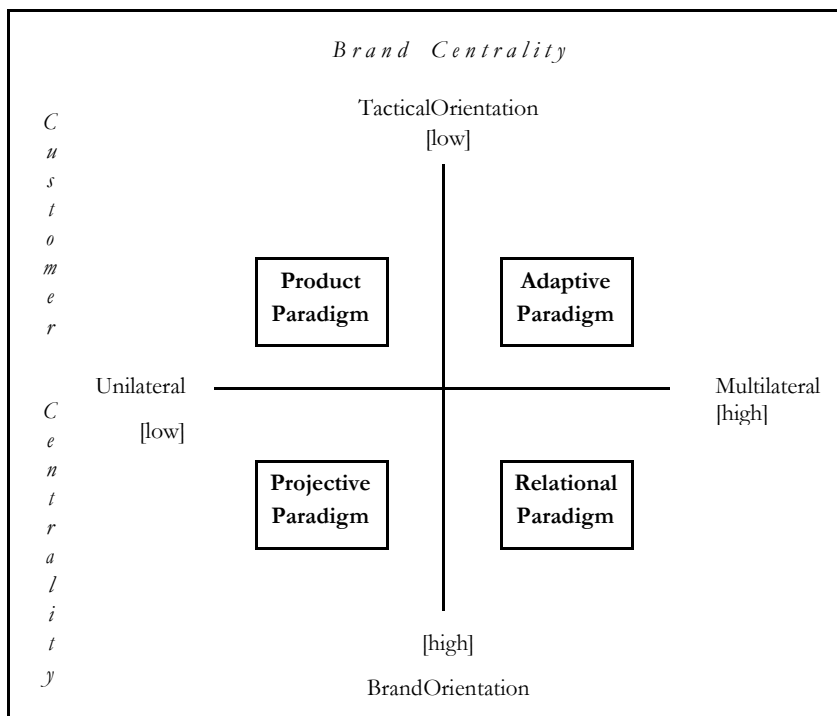 Brand Centrality
TacticalOrientation
[low]
Customer
Product
Paradigm
Adaptive
Paradigm
Unilateral
[low]
Multilateral
[high]
Centrality
Projective
Paradigm
Relational
Paradigm
[high]
BrandOrientation